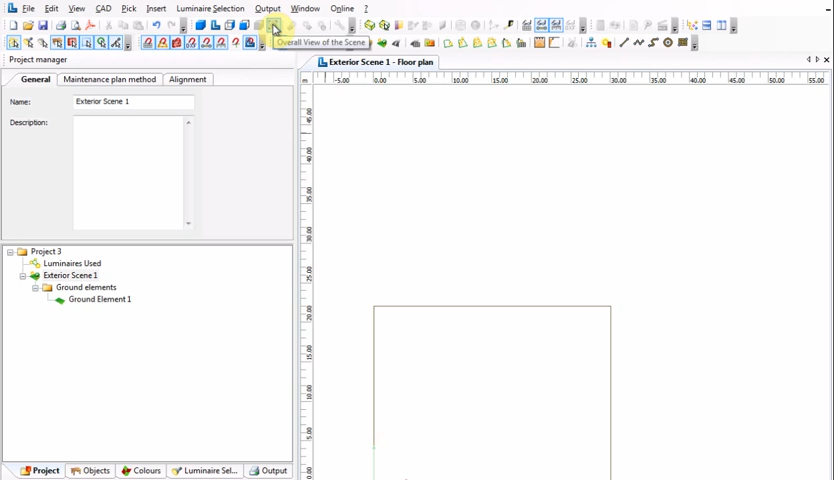 File Edit View CAD Pick Insert Luminaire Selection Output Window Online ?
Overall View of the Scene
Project manager
Exterior Scene 1 - Floor plan
General Maintenance plan method Alignment
m -5.00 0.00 5.00 10.00 15.00 20.00 25.00 30.00 35.00 40.00 45.00 50.00 55.00
Name: Exterior Scene 1
Description:
45.00
40.00
35.00
30.00
25.00
20.00
15.00
10.00
5.00
0.00
Project 3
Luminaires Used
Exterior Scene 1
Ground elements
Ground Element 1
Project Objects Colours Luminaire Sel... Output